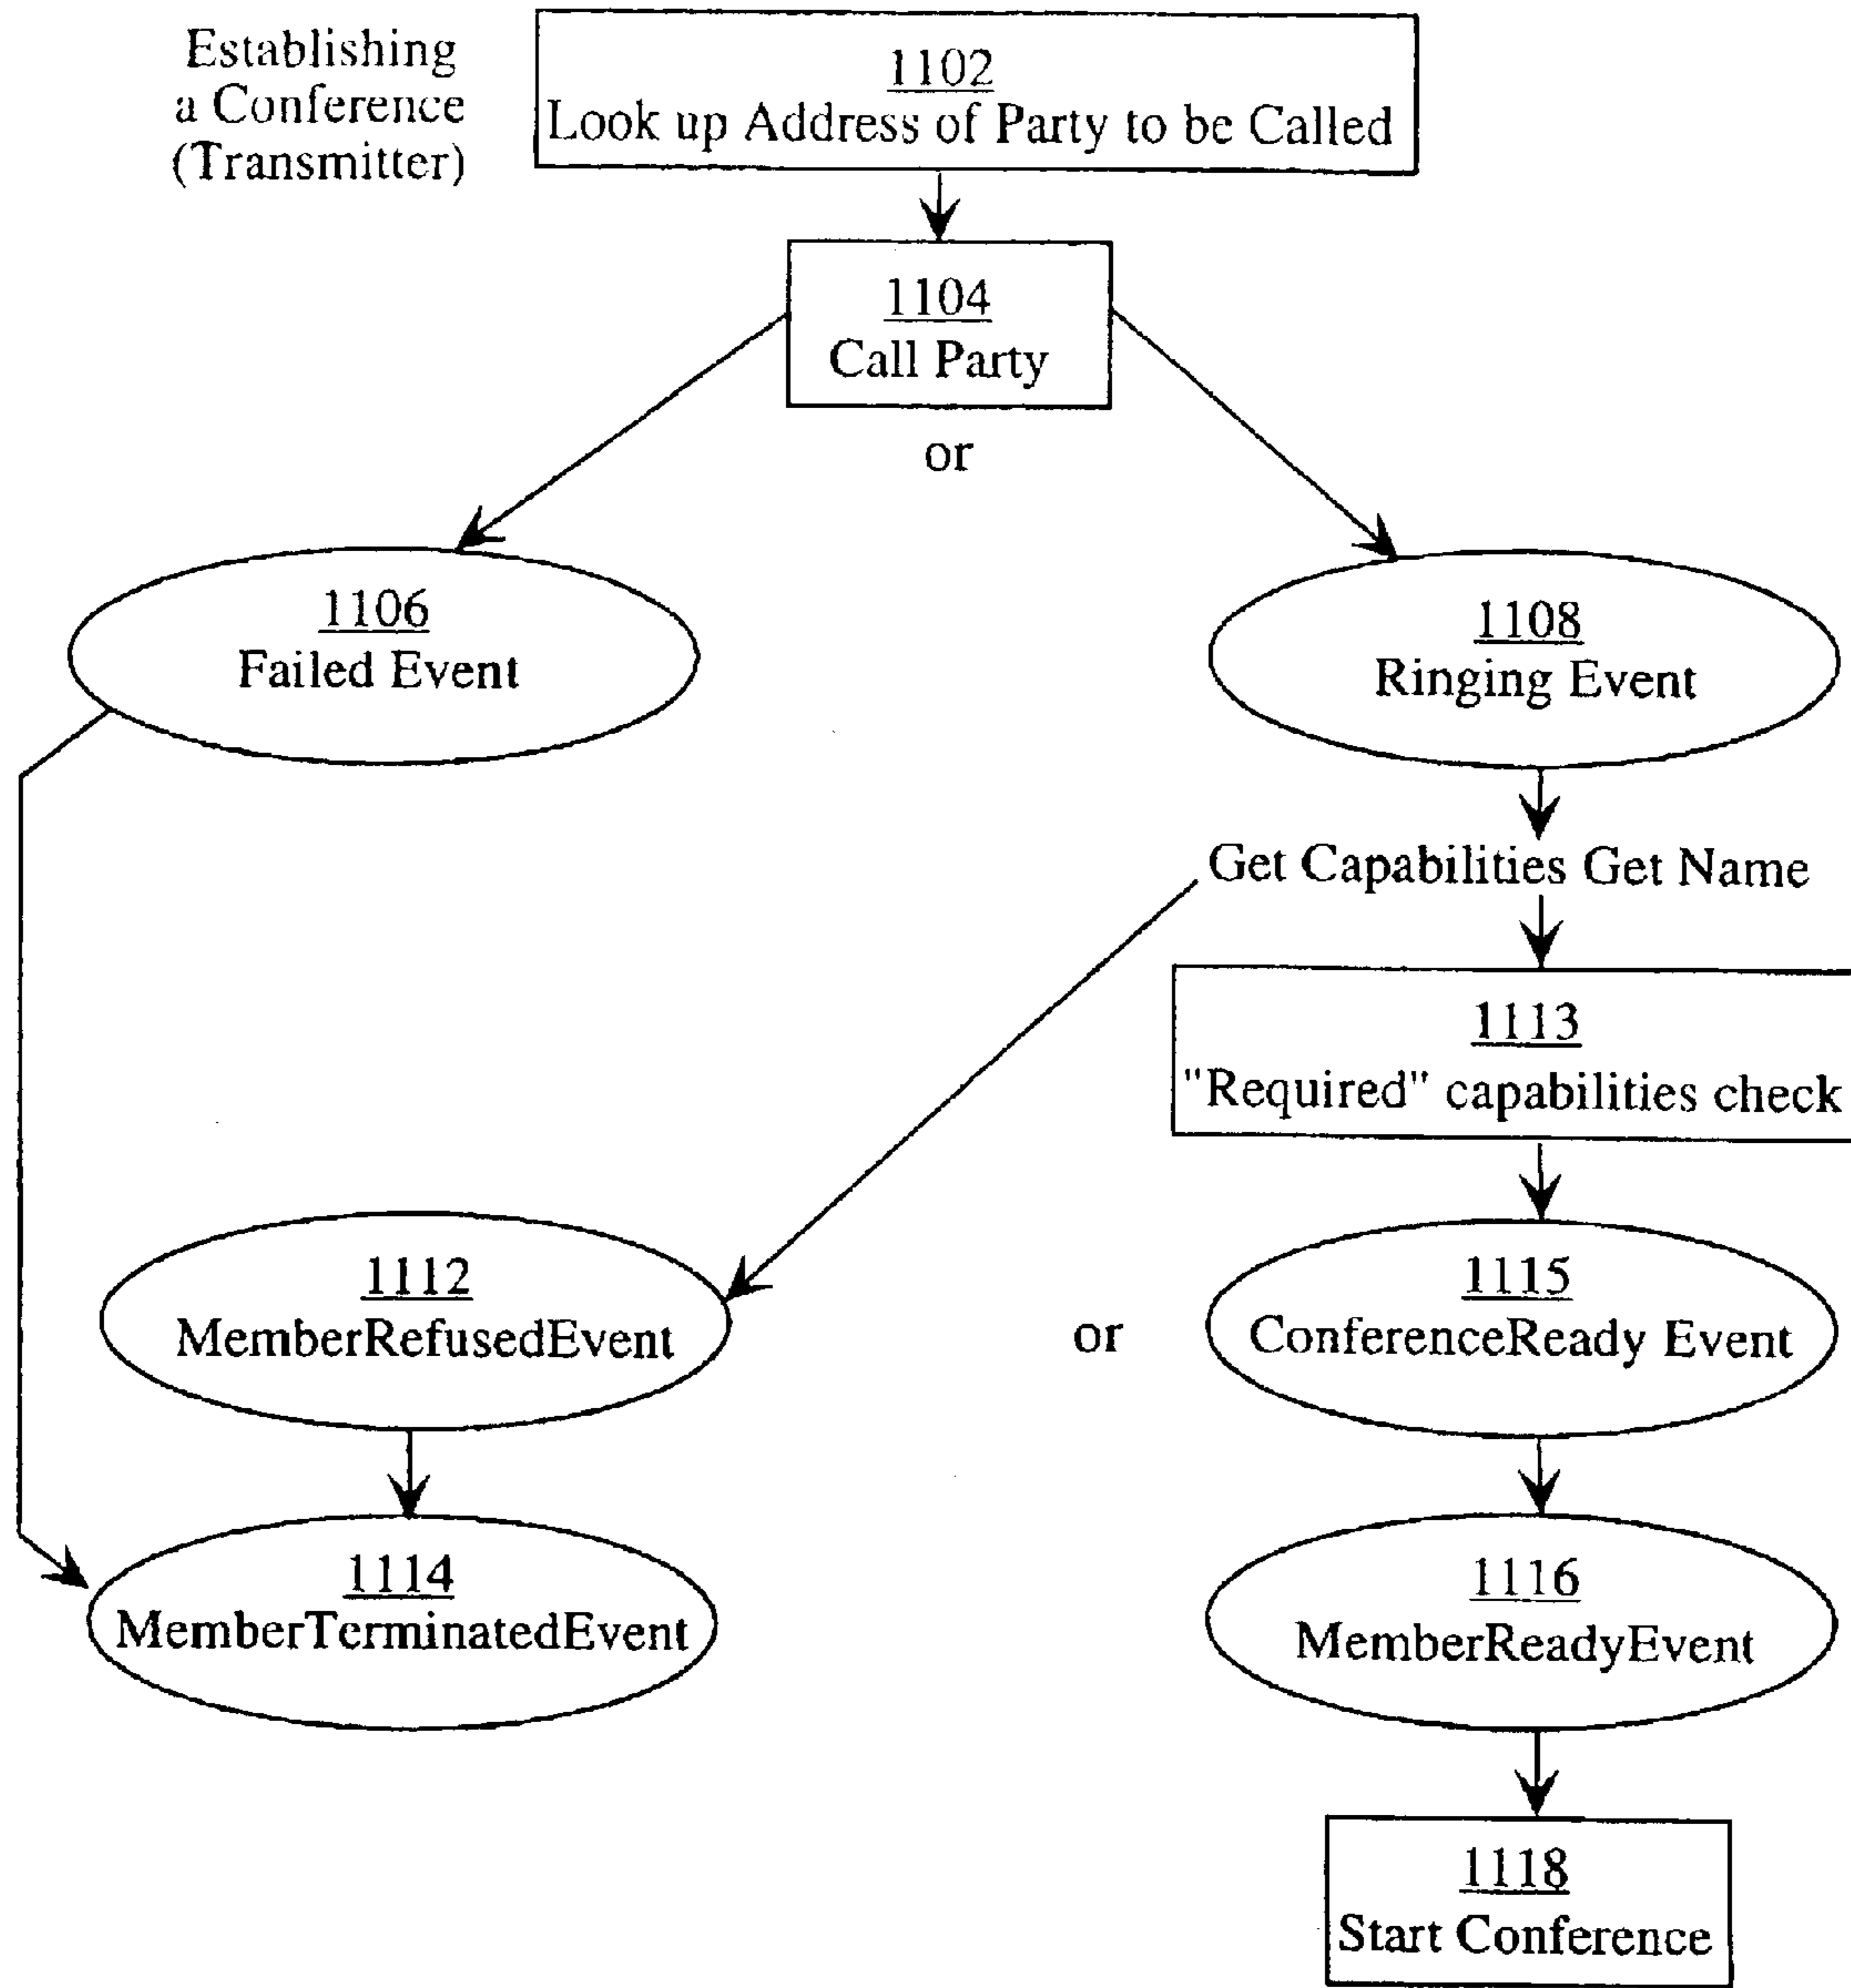 Establishing
a Conference
(Transmitter)
1102
Look up Address of Party to be Called
1104
Call Party
or
1106
Failed Event
1108
Ringing Event
Get Capabilities Get Name
1113
"Required" capabilities check
1112
MemberRefusedEvent
or
1115
ConferenceReady Event
1114
MemberTerminatedEvent
1116
MemberReadyEvent
1118
Start Conference